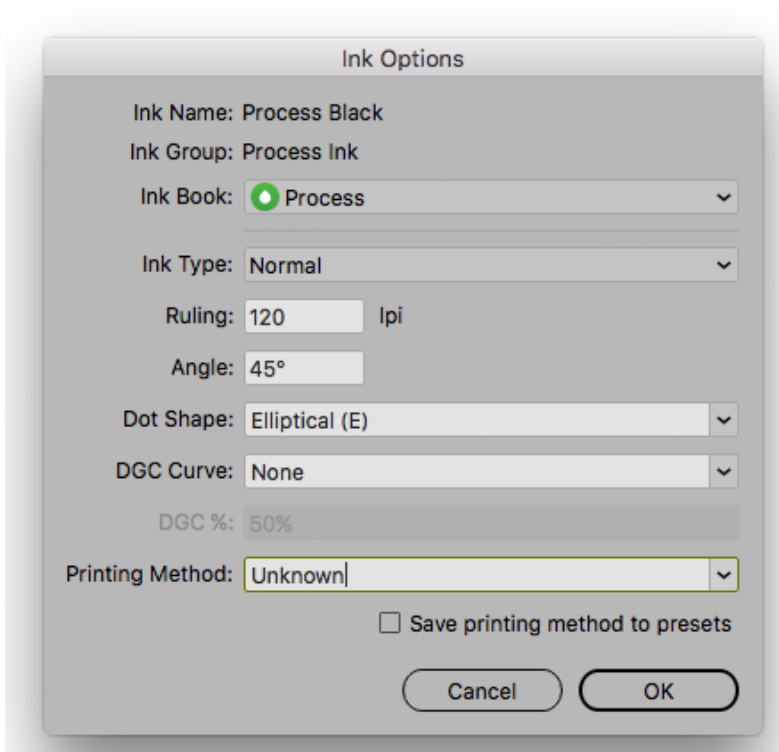 Ink Options
Ink Name: Process Black
Ink Group: Process Ink
Ink Book: Process
Ink Type: Normal
Ruling: 120 lpi
Angle: 45°
Dot Shape: Elliptical (E)
DGC Curve: None
DGC %: 50%
Printing Method: Unknown
Save printing method to presets
Cancel OK